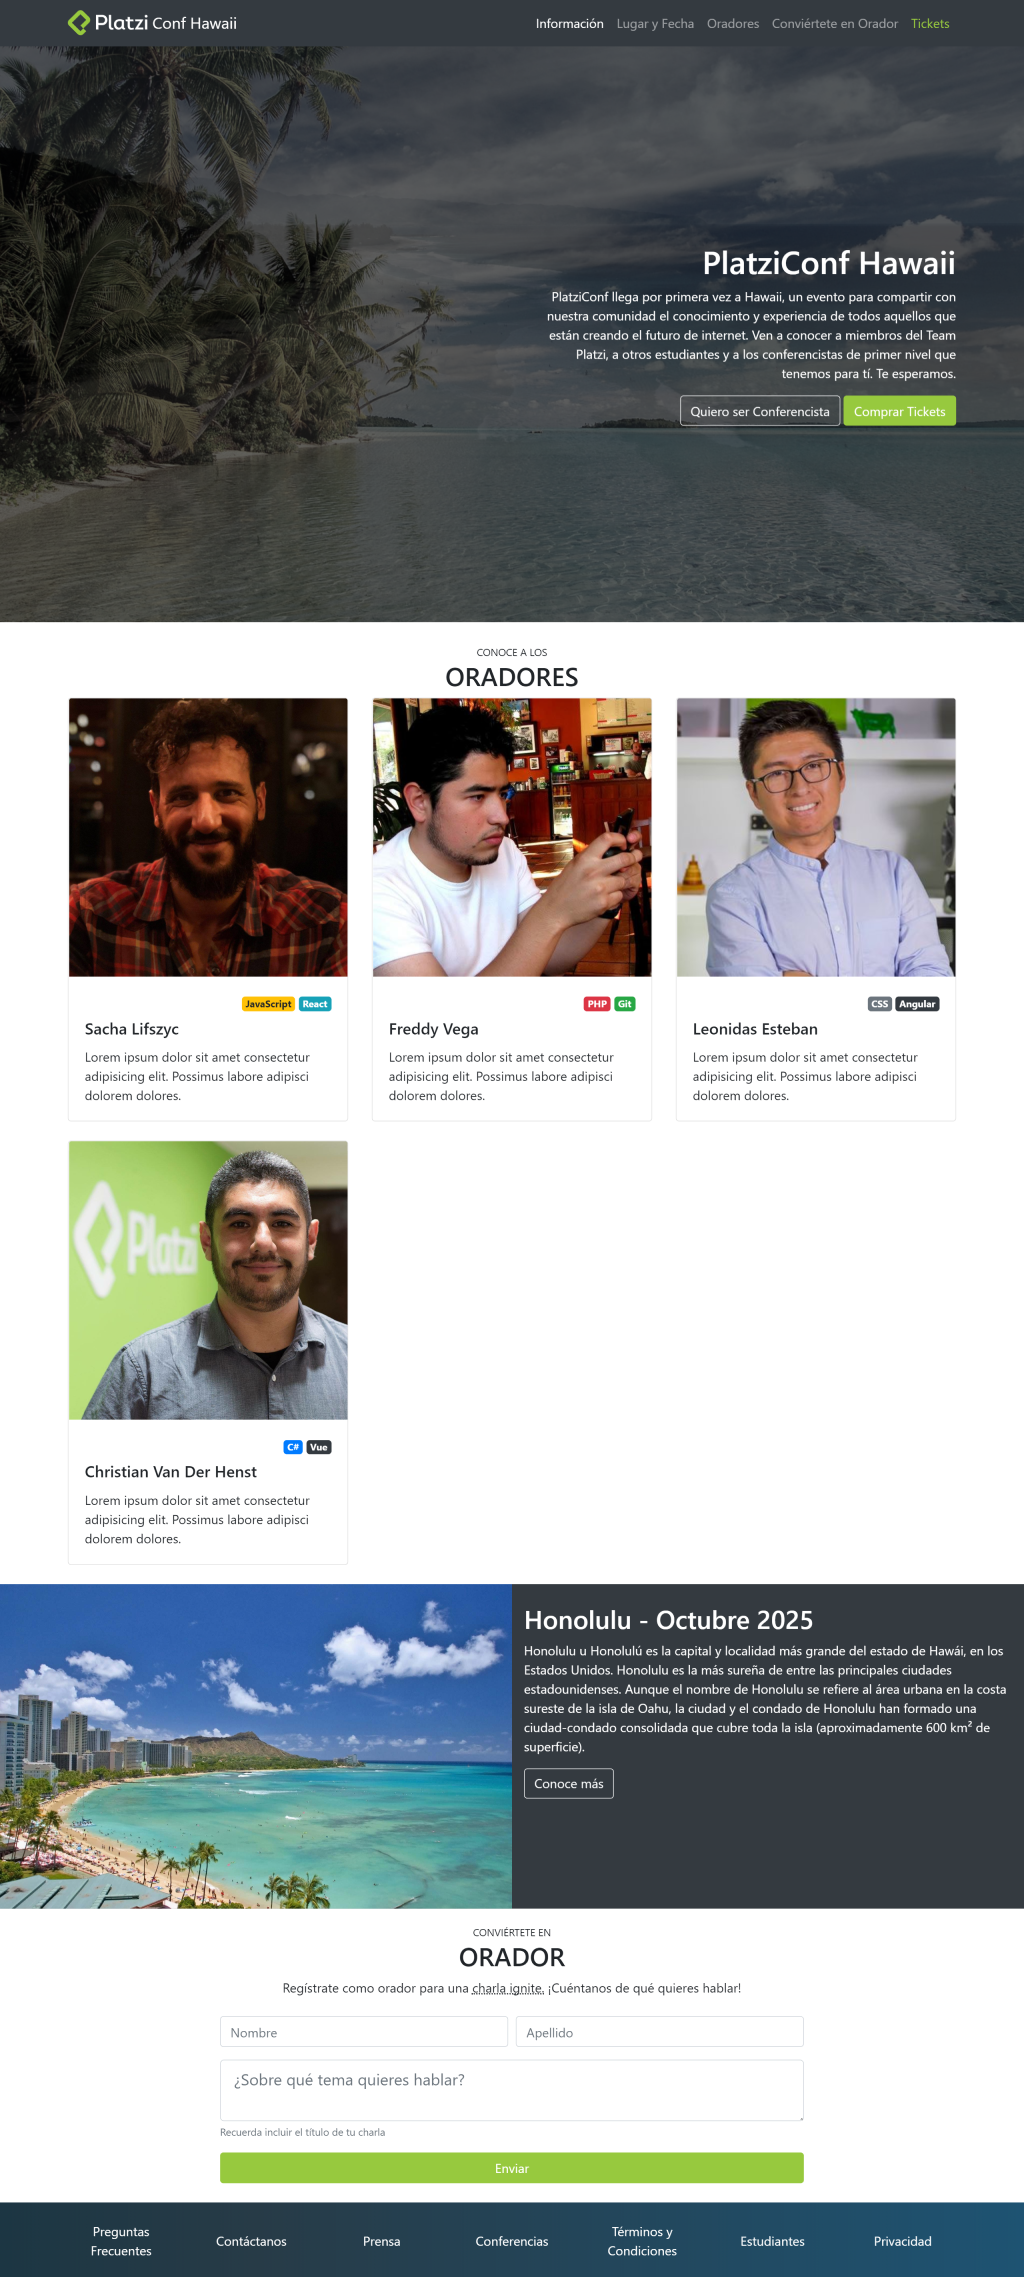 Platzi Conf Hawaii
Información Lugar y Fecha Oradores Conviértete en Orador Tickets
PlatziConf Hawaii
PlatziConf llega por primera vez a Hawaii, un evento para compartir con
nuestra comunidad el conocimiento y experiencia de todos aquellos que
están creando el futuro de internet. Ven a conocer a miembros del Team
Platzi, a otros estudiantes y a los conferencistas de primer nivel que
tenemos para tí. Te esperamos.
Quiero ser Conferencista Comprar Tickets
CONOCE A LOS
ORADORES
JavaScript React
Sacha Lifszyc
Lorem ipsum dolor sit amet consectetur
adipisicing elit. Possimus labore adipisci
dolorem dolores.
PHP Git
Freddy Vega
Lorem ipsum dolor sit amet consectetur
adipisicing elit. Possimus labore adipisci
dolorem dolores.
CSS Angular
Leonidas Esteban
Lorem ipsum dolor sit amet consectetur
adipisicing elit. Possimus labore adipisci
dolorem dolores.
Platzi
C# Vue
Christian Van Der Henst
Lorem ipsum dolor sit amet consectetur
adipisicing elit. Possimus labore adipisci
dolorem dolores.
Honolulu - Octubre 2025
Honolulu u Honolulú es la capital y localidad más grande del estado de Hawái, en los
Estados Unidos. Honolulu es la más sureña de entre las principales ciudades
estadounidenses. Aunque el nombre de Honolulu se refiere al área urbana en la costa
sureste de la isla de Oahu, la ciudad y el condado de Honolulu han formado una
ciudad-condado consolidada que cubre toda la isla (aproximadamente 600 km² de
superficie).
Conoce más
CONVIÉRTETE EN
ORADOR
Regístrate como orador para una charla ignite. ¡Cuéntanos de qué quieres hablar!
Nombre Apellido
¿Sobre qué tema quieres hablar?
Recuerda incluir el título de tu charla
Enviar
Preguntas
Frecuentes
Contáctanos
Prensa
Conferencias
Términos y
Condiciones
Estudiantes
Privacidad